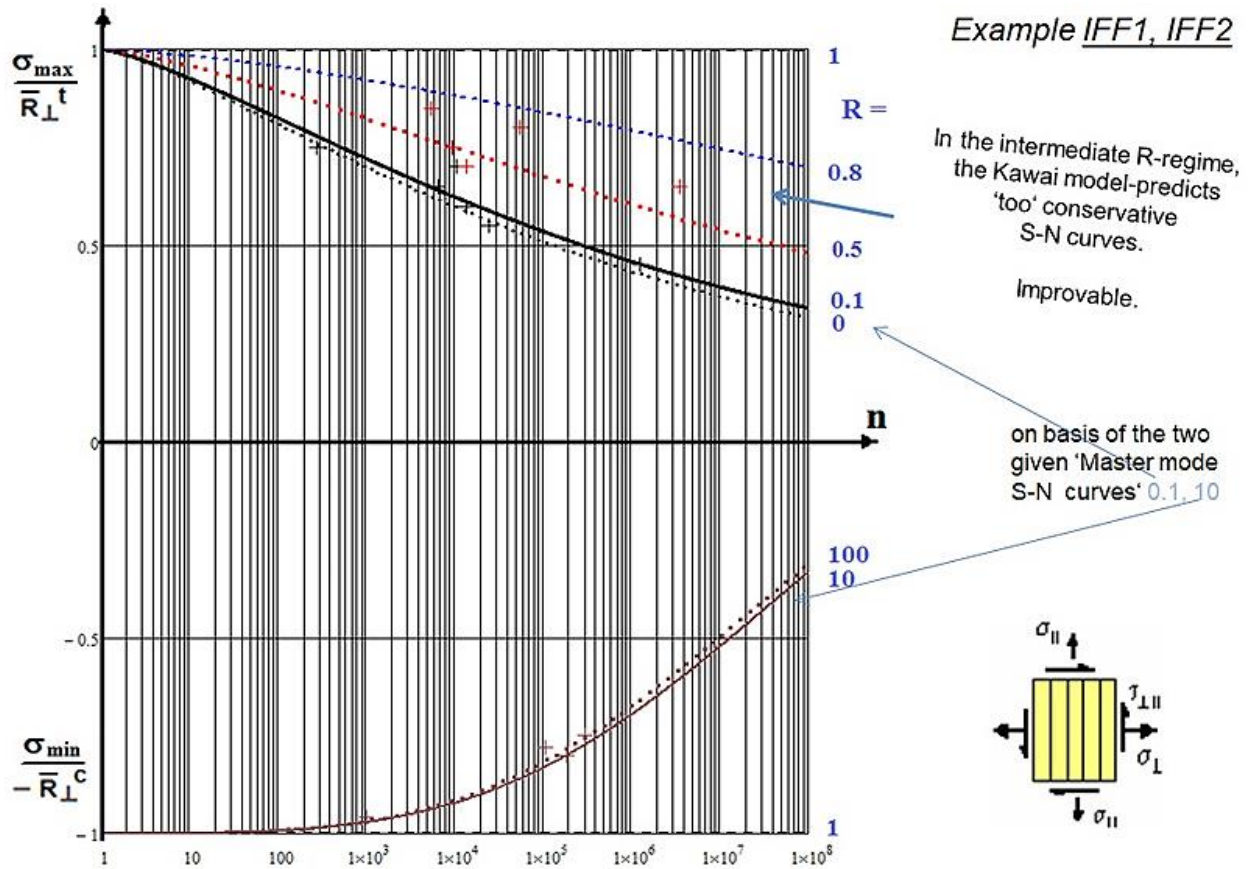 Example IFF1, IFF2
σmax
R̄⊥ᵗ
1
0.5
0
− 0.5
− 1
σmin
− R̄⊥ᶜ
1
R =
0.8
0.5
0.1
0
n
100
10
1
In the intermediate R-regime,
the Kawai model-predicts
‘too‘ conservative
S-N curves.
Improvable.
on basis of the two
given ‘Master mode
S-N curves‘ 0.1, 10
σ||
τ⊥||
σ⊥
σ||
1 10 100 1×10³ 1×10⁴ 1×10⁵ 1×10⁶ 1×10⁷ 1×10⁸